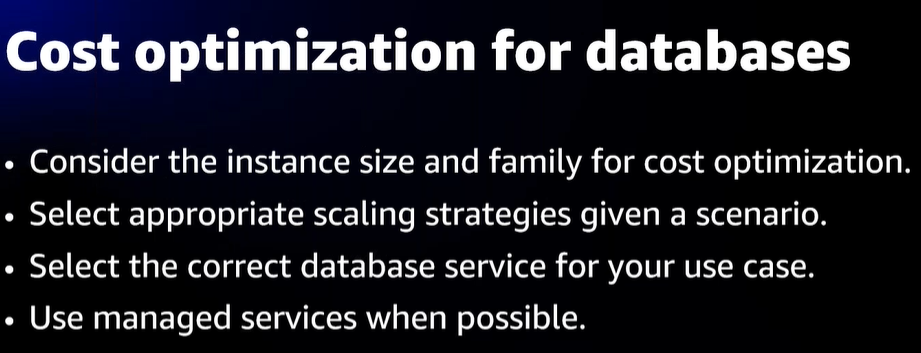 Cost optimization for databases
• Consider the instance size and family for cost optimization.
• Select appropriate scaling strategies given a scenario.
• Select the correct database service for your use case.
• Use managed services when possible.